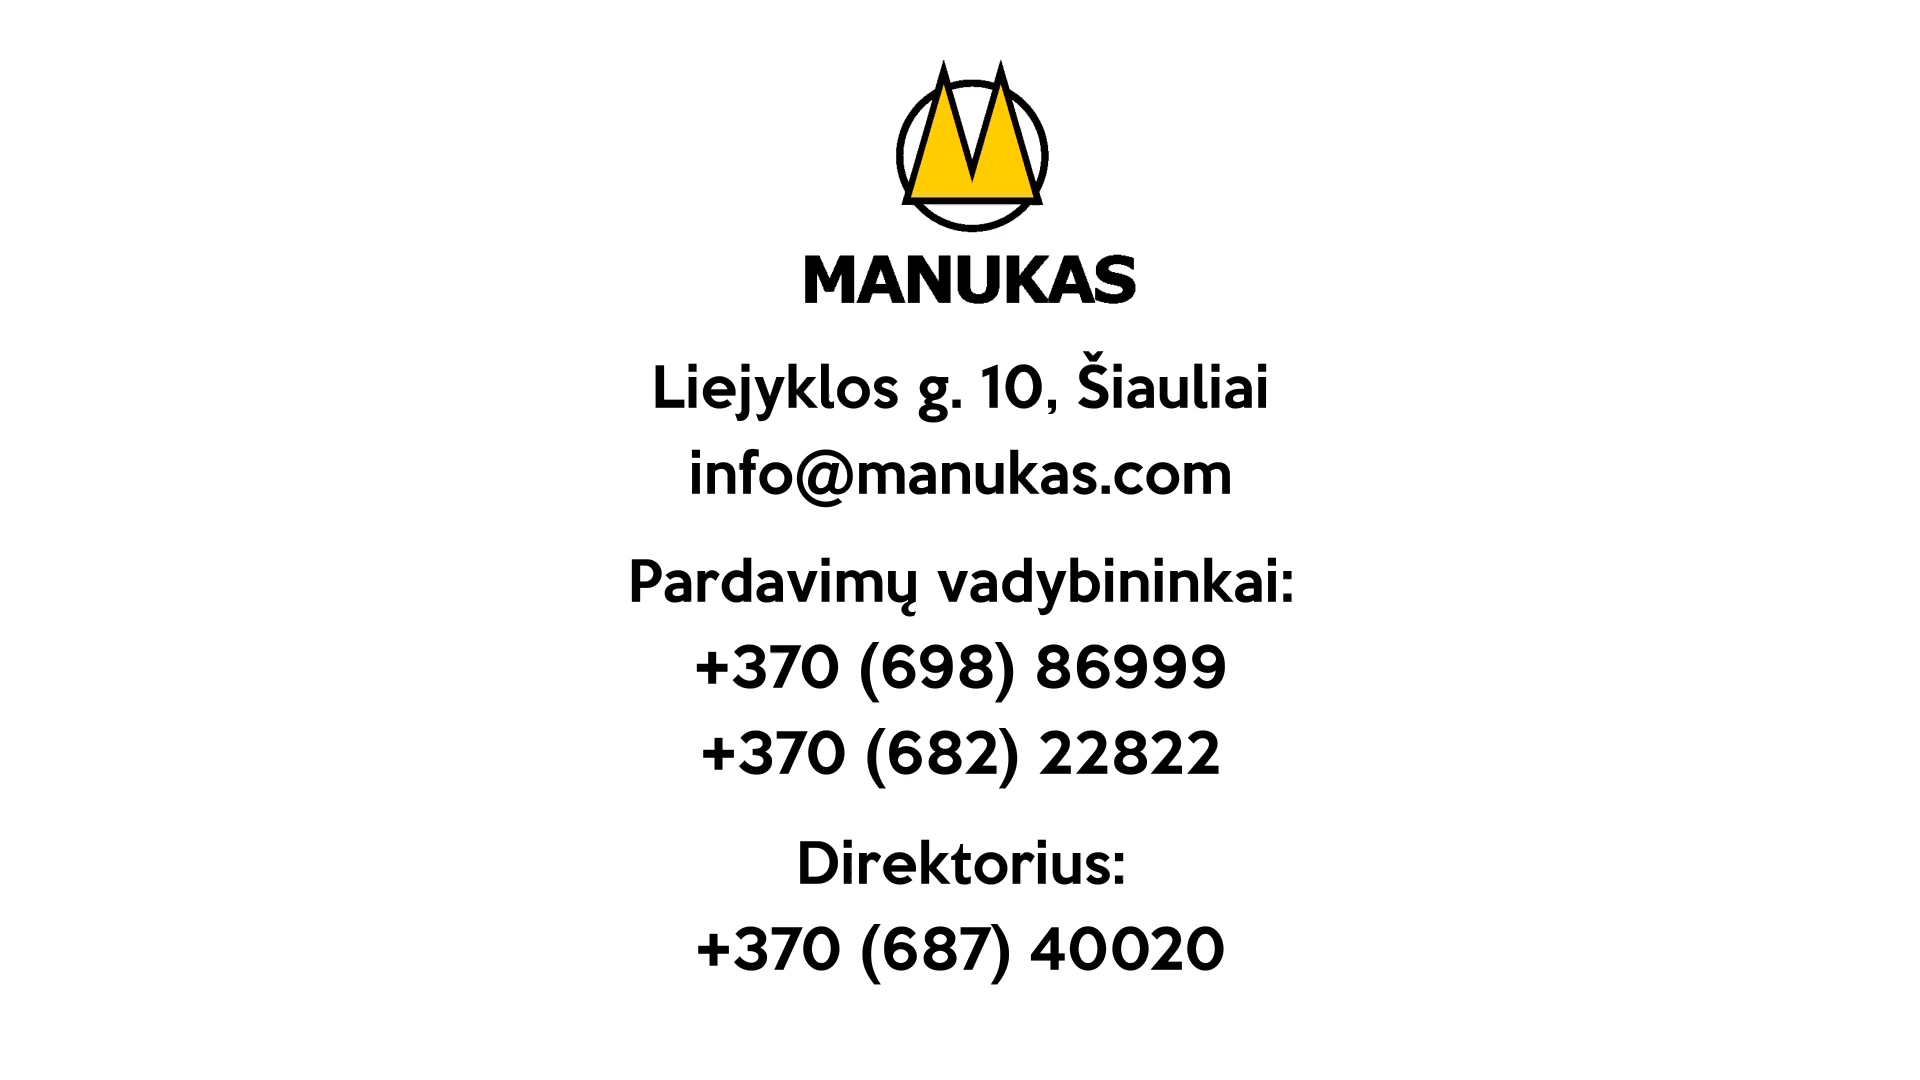 MANUKAS
Liejyklos g. 10, Šiauliai
info@manukas.com
Pardavimų vadybininkai:
+370 (698) 86999
+370 (682) 22822
Direktorius:
+370 (687) 40020